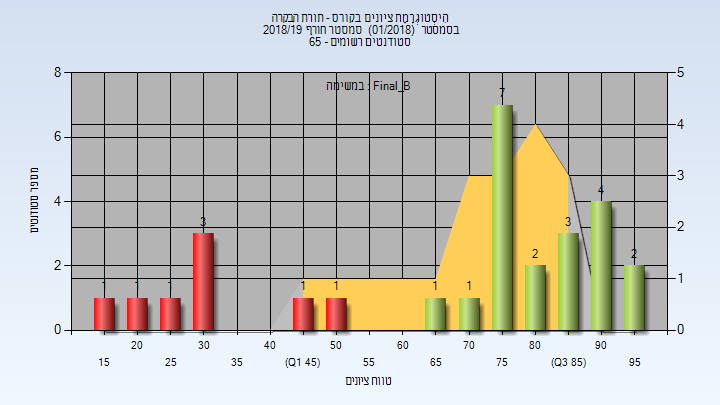 היסטוגרמת ציונים בקורס - תורת הבקרה
בסמסטר (01/2018) סמסטר חורף 2018/19
סטודנטים רשומים - 65
במשימה : Final_B
מספר סטודנטים
8
6
4
2
0
5
4
3
2
1
0
1 1 1 3 1 1 1 1 7 2 3 4 2
20 30 40 50 60 70 80 90
15 25 35 (Q1 45) 55 65 75 (Q3 85) 95
טווח ציונים